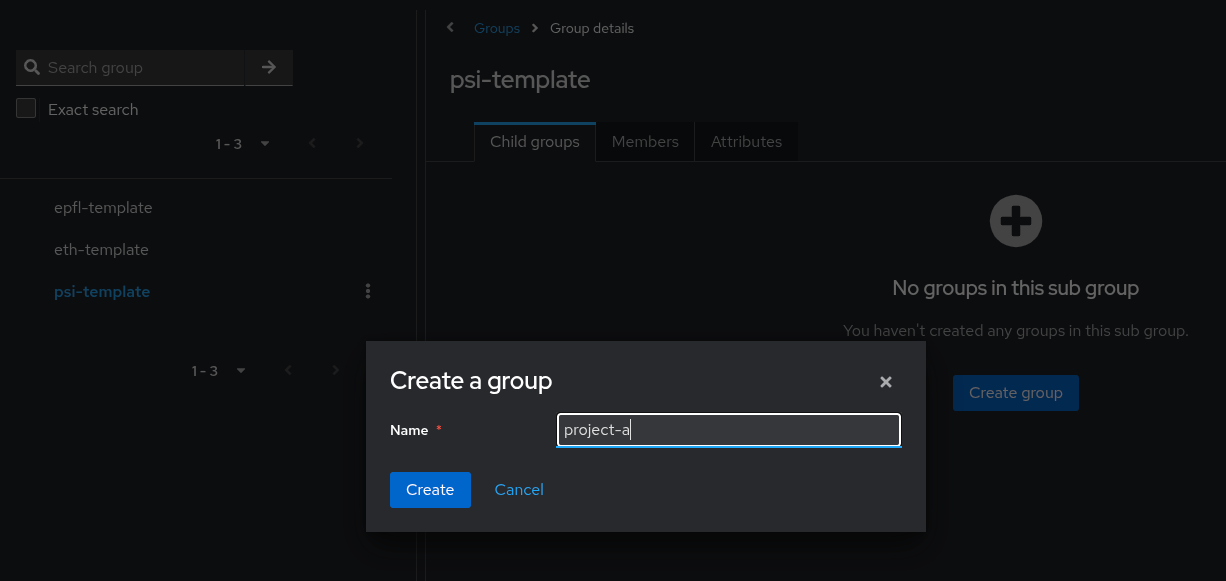 Groups Group details
Search group
psi-template
Exact search
Child groups Members Attributes
1 - 3
epfl-template
eth-template
psi-template
No groups in this sub group
You haven't created any groups in this sub group.
1 - 3
Create group
Create a group
Name *
project-a
Create Cancel